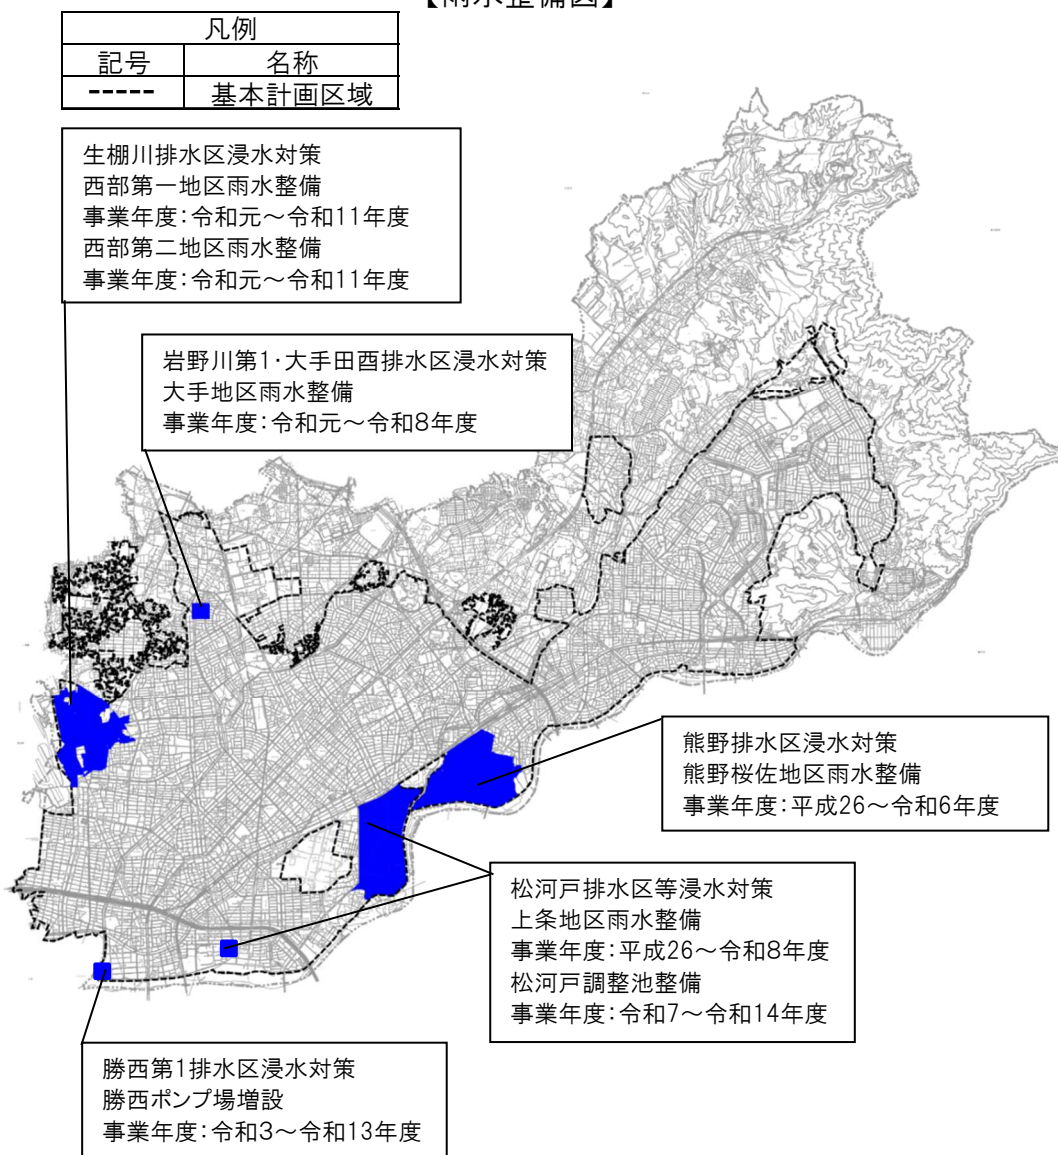 【雨水整備図】
凡例
記号 名称
----- 基本計画区域
生棚川排水区浸水対策
西部第一地区雨水整備
事業年度：令和元～令和11年度
西部第二地区雨水整備
事業年度：令和元～令和11年度
岩野川第1・大手田酉排水区浸水対策
大手地区雨水整備
事業年度：令和元～令和8年度
熊野排水区浸水対策
熊野桜佐地区雨水整備
事業年度：平成26～令和6年度
松河戸排水区等浸水対策
上条地区雨水整備
事業年度：平成26～令和8年度
松河戸調整池整備
事業年度：令和7～令和14年度
勝西第1排水区浸水対策
勝西ポンプ場増設
事業年度：令和3～令和13年度